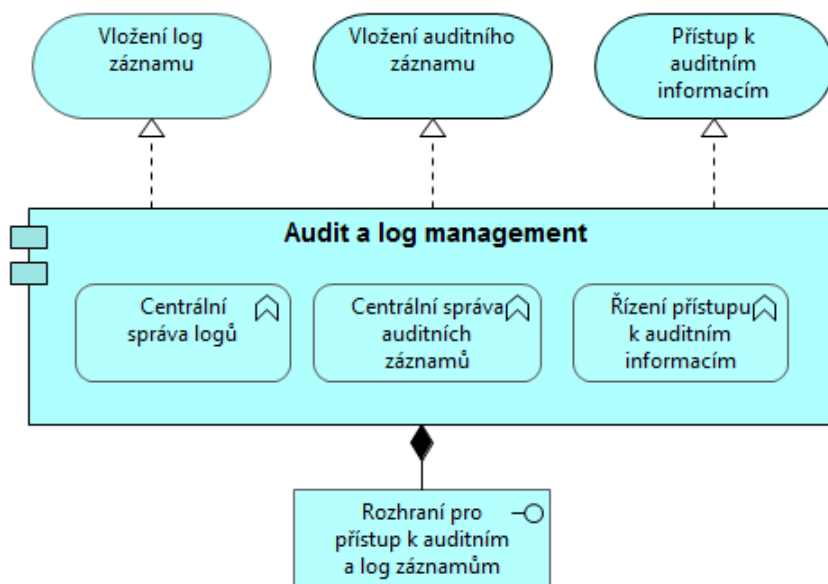 Vložení log
záznamu
Vložení auditního
záznamu
Přístup k
auditním
informacím
Audit a log management
Centrální
správa logů
Centrální správa
auditních
záznamů
Řízení přístupu
k auditním
informacím
Rozhraní pro
přístup k auditním
a log záznamům